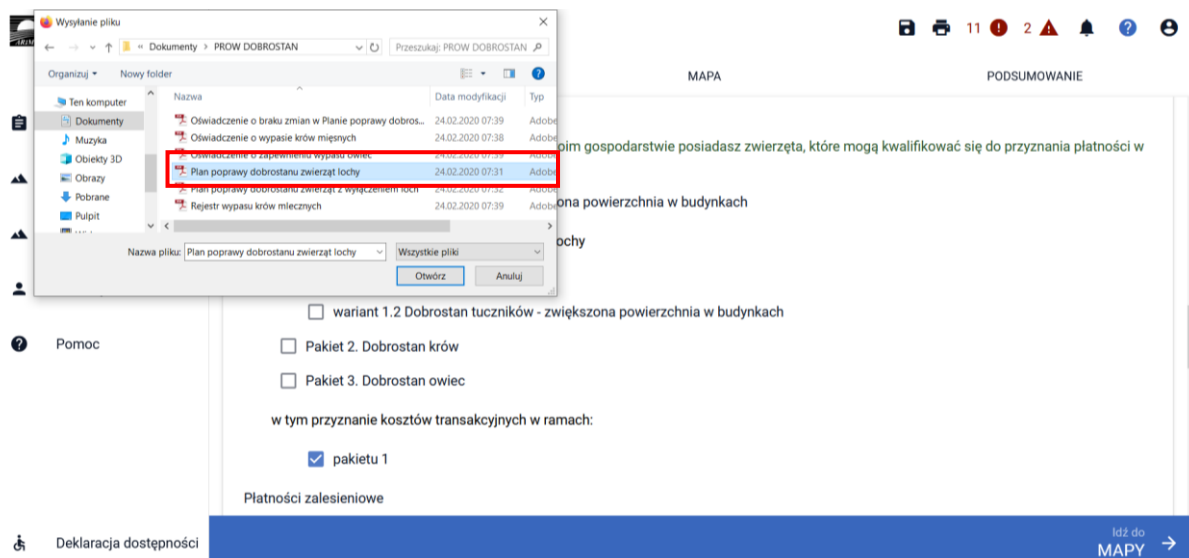 Wysyłanie pliku
« Dokumenty > PROW DOBROSTAN
Przeszukaj: PROW DOBROSTAN
Organizuj
Nowy folder
Nazwa
Data modyfikacji
Typ
Ten komputer
Dokumenty
Muzyka
Obiekty 3D
Obrazy
Pobrane
Pulpit
Oświadczenie o braku zmian w Planie poprawy dobros... 24.02.2020 07:39 Adobe
Oświadczenie o wypasie krów mięsnych 24.02.2020 07:38 Adobe
Oświadczenie o zapewnieniu wypasu owiec 24.02.2020 07:39 Adobe
Plan poprawy dobrostanu zwierząt lochy 24.02.2020 07:31 Adobe
Plan poprawy dobrostanu zwierząt z wyłączeniem loch 24.02.2020 07:32 Adobe
Rejestr wypasu krów mlecznych 24.02.2020 07:39 Adobe
Nazwa pliku: Plan poprawy dobrostanu zwierząt lochy
Wszystkie pliki
Otwórz
Anuluj
11
2
MAPA
PODSUMOWANIE
oim gospodarstwie posiadasz zwierzęta, które mogą kwalifikować się do przyznania płatności w
ona powierzchnia w budynkach
ochy
wariant 1.2 Dobrostan tuczników - zwiększona powierzchnia w budynkach
Pakiet 2. Dobrostan krów
Pakiet 3. Dobrostan owiec
w tym przyznanie kosztów transakcyjnych w ramach:
pakietu 1
Płatności zalesieniowe
Pomoc
Deklaracja dostępności
Idź do
MAPY